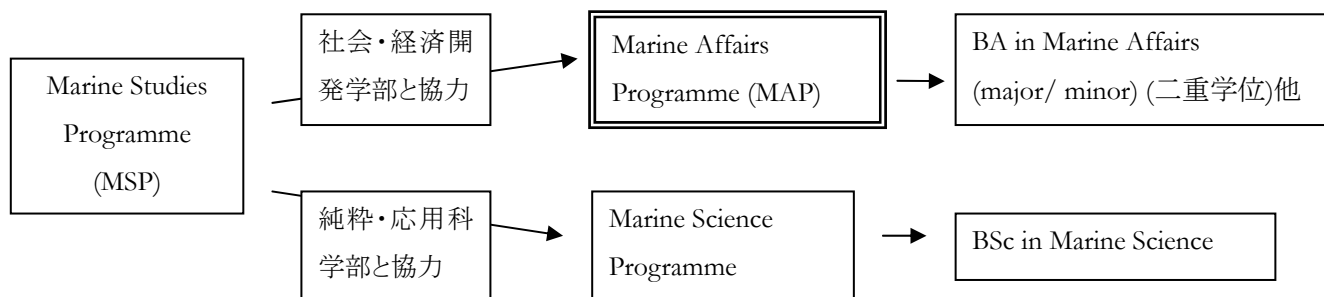 Marine Studies
Programme
(MSP)
社会・経済開
発学部と協力
Marine Affairs
Programme (MAP)
BA in Marine Affairs
(major/ minor) (二重学位)他
純粋・応用科
学部と協力
Marine Science
Programme
BSc in Marine Science